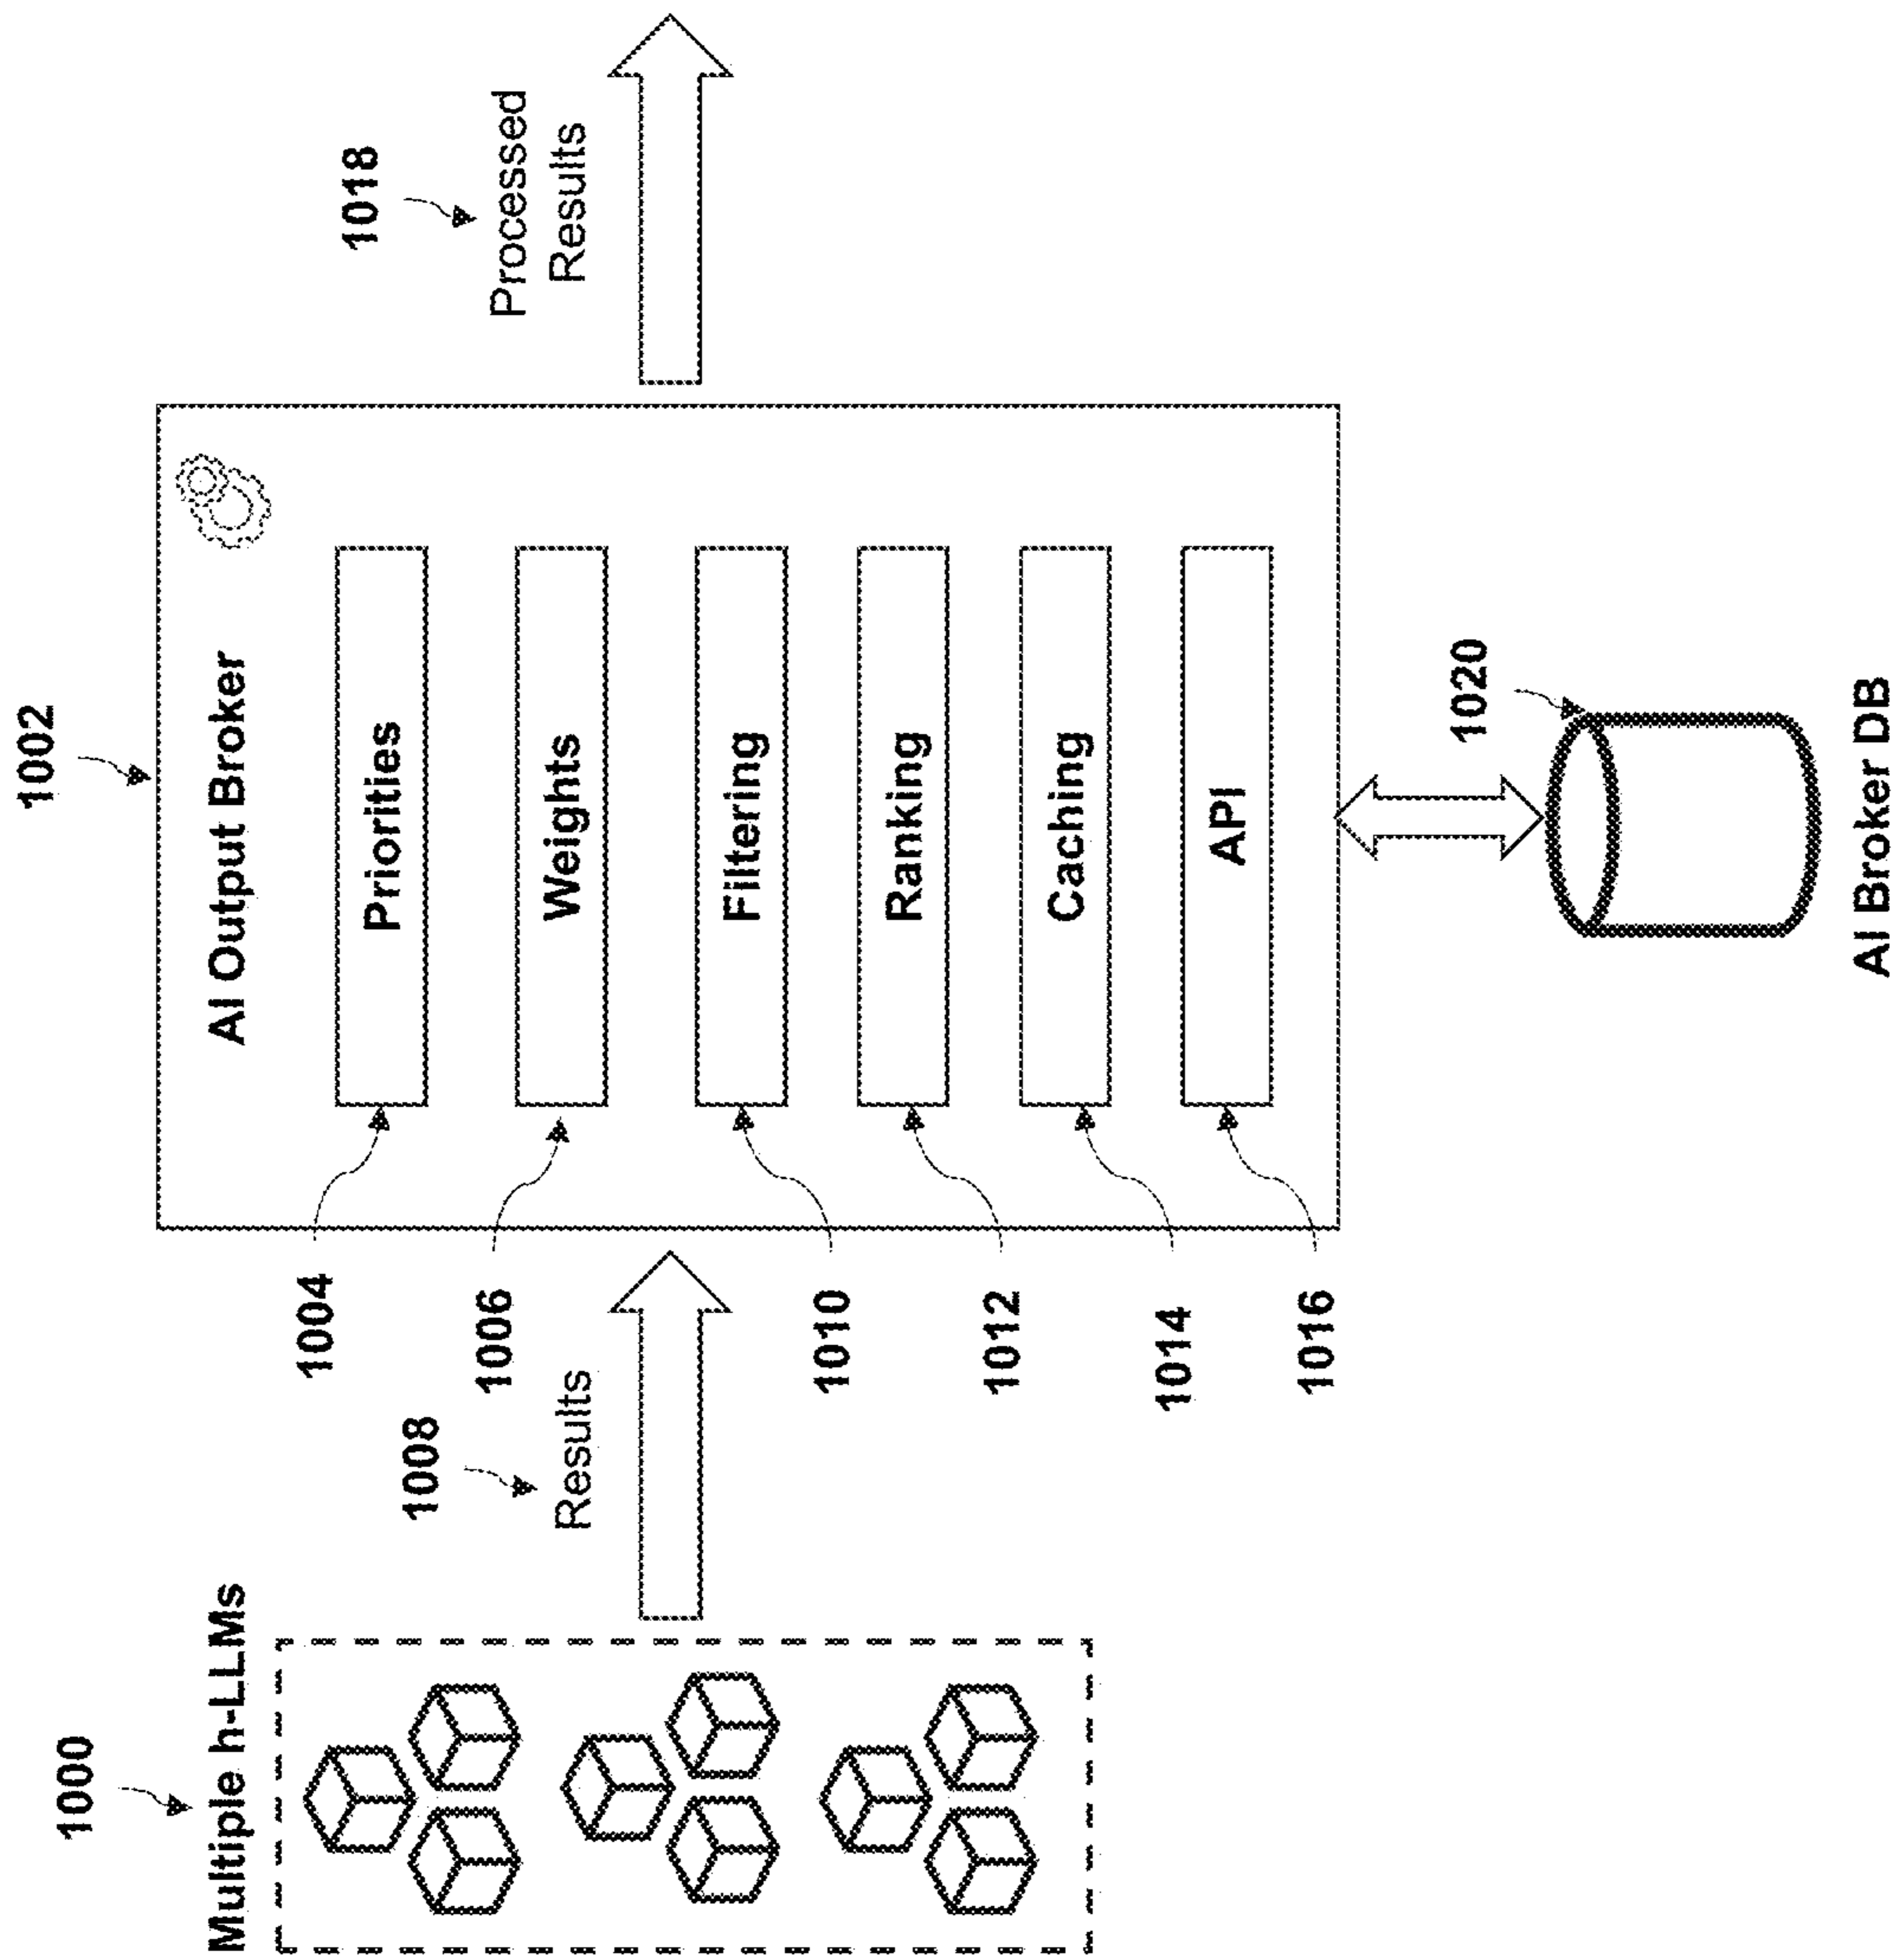 1000
Multiple h-LLMs
1008
Results
1002
AI Output Broker
1004
Priorities
1006
Weights
1010
Filtering
1012
Ranking
1014
Caching
1016
API
1018
Processed
Results
1020
AI Broker DB